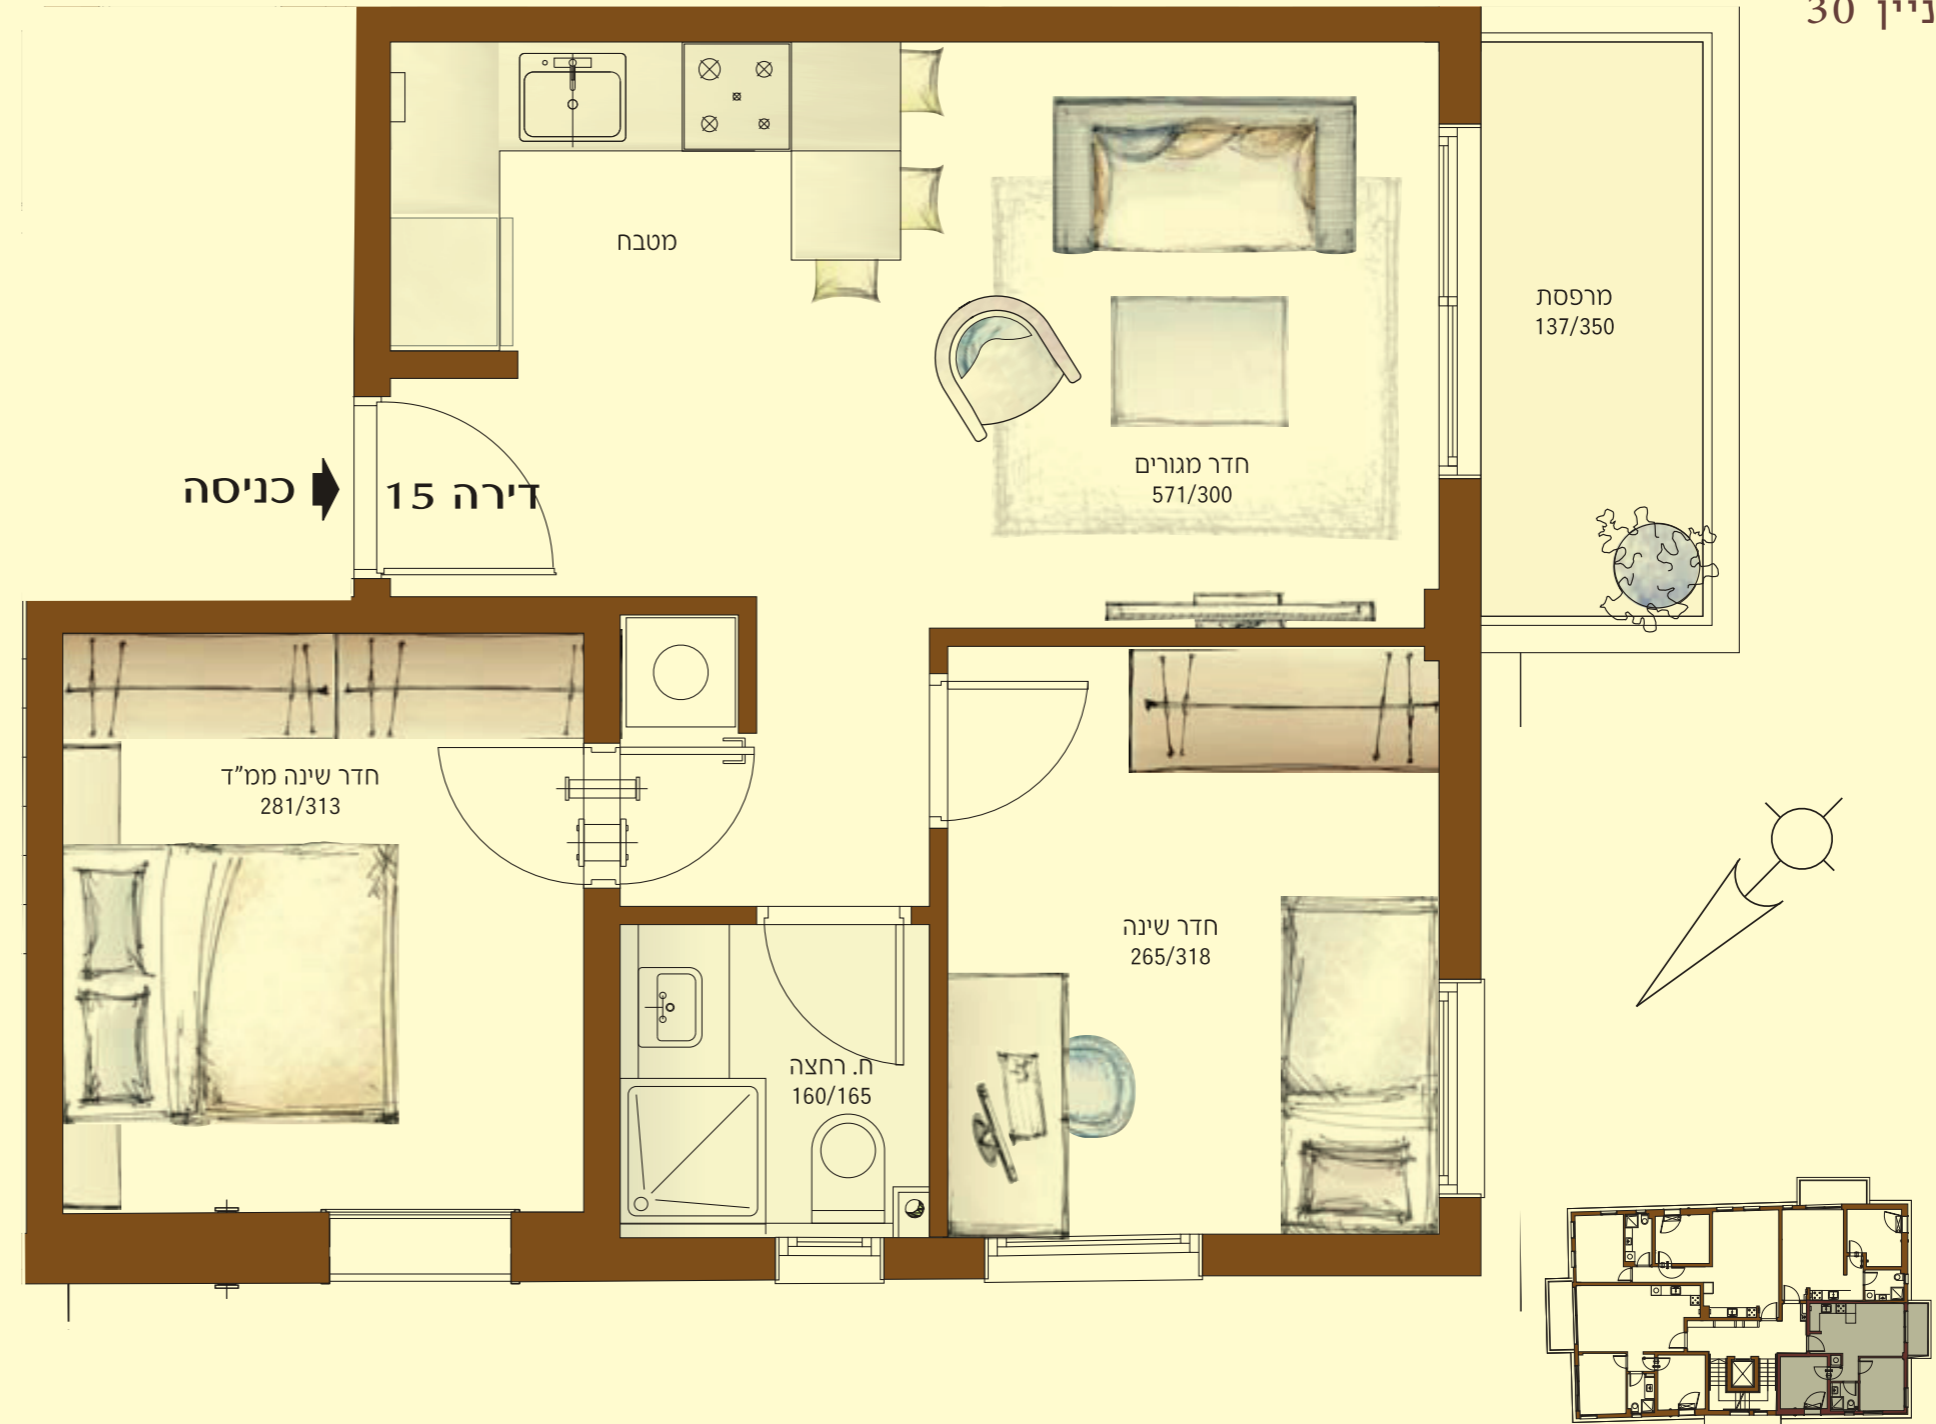 ניין 30
מטבח
מרפסת
137/350
חדר מגורים
571/300
כניסה
דירה 15
חדר שינה ממ"ד
281/313
חדר שינה
265/318
ח. רחצה
160/165